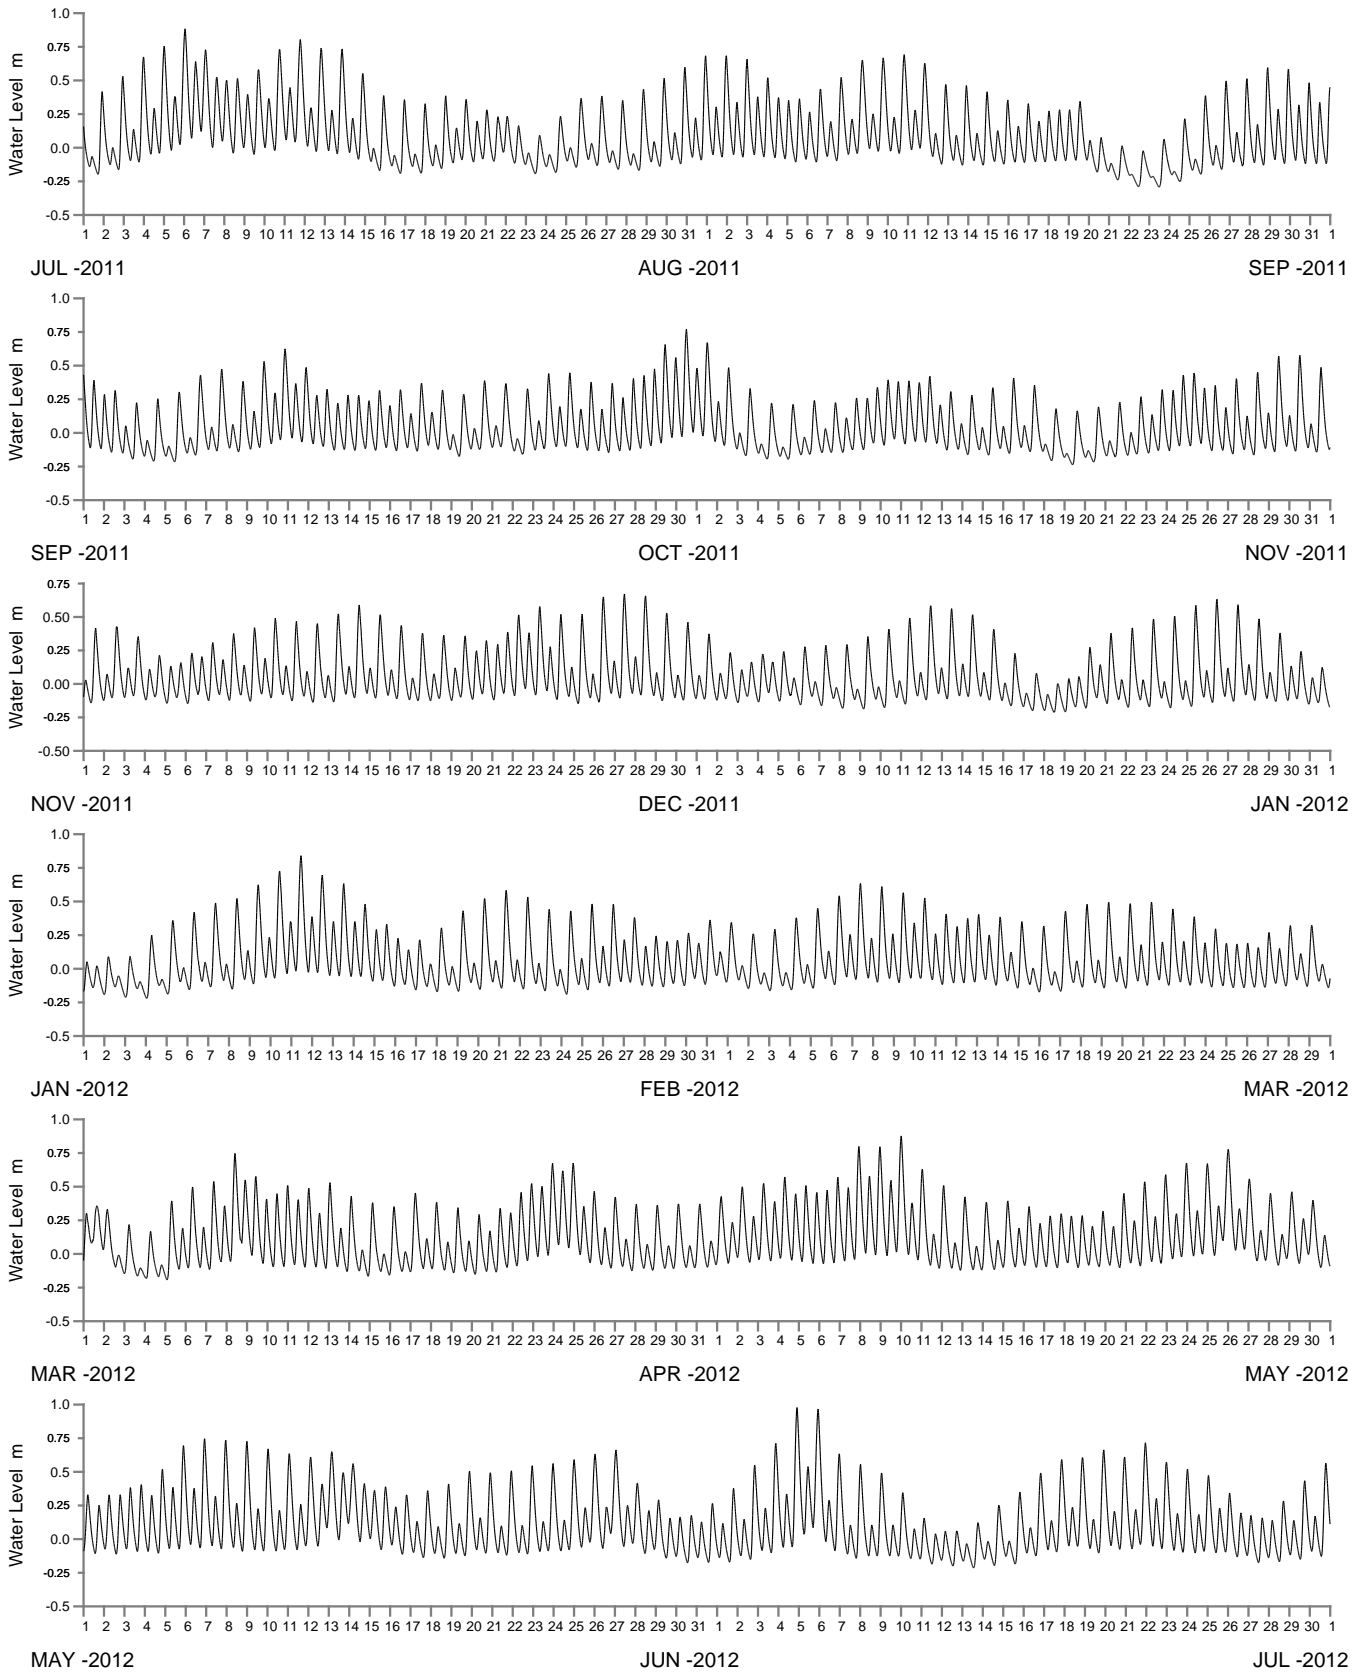 Water Level m
1.0
0.75
0.5
0.25
0.0
-0.25
-0.5
1 2 3 4 5 6 7 8 9 10 11 12 13 14 15 16 17 18 19 20 21 22 23 24 25 26 27 28 29 30 31 1 2 3 4 5 6 7 8 9 10 11 12 13 14 15 16 17 18 19 20 21 22 23 24 25 26 27 28 29 30 31 1
JUL -2011 AUG -2011 SEP -2011
Water Level m
1.0
0.75
0.5
0.25
0.0
-0.25
-0.5
1 2 3 4 5 6 7 8 9 10 11 12 13 14 15 16 17 18 19 20 21 22 23 24 25 26 27 28 29 30 1 2 3 4 5 6 7 8 9 10 11 12 13 14 15 16 17 18 19 20 21 22 23 24 25 26 27 28 29 30 31 1
SEP -2011 OCT -2011 NOV -2011
Water Level m
0.75
0.50
0.25
0.00
-0.25
-0.50
1 2 3 4 5 6 7 8 9 10 11 12 13 14 15 16 17 18 19 20 21 22 23 24 25 26 27 28 29 30 1 2 3 4 5 6 7 8 9 10 11 12 13 14 15 16 17 18 19 20 21 22 23 24 25 26 27 28 29 30 31 1
NOV -2011 DEC -2011 JAN -2012
Water Level m
1.0
0.75
0.5
0.25
0.0
-0.25
-0.5
1 2 3 4 5 6 7 8 9 10 11 12 13 14 15 16 17 18 19 20 21 22 23 24 25 26 27 28 29 30 31 1 2 3 4 5 6 7 8 9 10 11 12 13 14 15 16 17 18 19 20 21 22 23 24 25 26 27 28 29 1
JAN -2012 FEB -2012 MAR -2012
Water Level m
1.0
0.75
0.5
0.25
0.0
-0.25
-0.5
1 2 3 4 5 6 7 8 9 10 11 12 13 14 15 16 17 18 19 20 21 22 23 24 25 26 27 28 29 30 31 1 2 3 4 5 6 7 8 9 10 11 12 13 14 15 16 17 18 19 20 21 22 23 24 25 26 27 28 29 30 1
MAR -2012 APR -2012 MAY -2012
Water Level m
1.0
0.75
0.5
0.25
0.0
-0.25
-0.5
1 2 3 4 5 6 7 8 9 10 11 12 13 14 15 16 17 18 19 20 21 22 23 24 25 26 27 28 29 30 31 1 2 3 4 5 6 7 8 9 10 11 12 13 14 15 16 17 18 19 20 21 22 23 24 25 26 27 28 29 30 1
MAY -2012 JUN -2012 JUL -2012